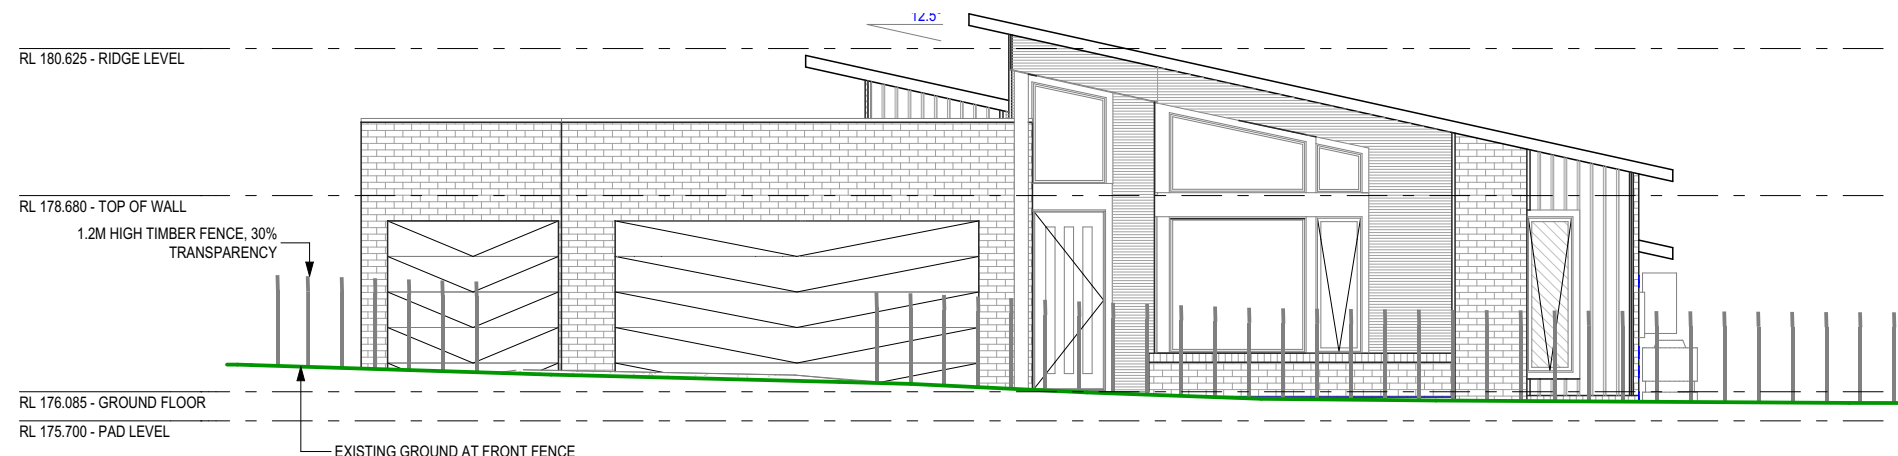 12.5°
RL 180.625 - RIDGE LEVEL
RL 178.680 - TOP OF WALL
1.2M HIGH TIMBER FENCE, 30%
TRANSPARENCY
RL 176.085 - GROUND FLOOR
RL 175.700 - PAD LEVEL
EXISTING GROUND AT FRONT FENCE